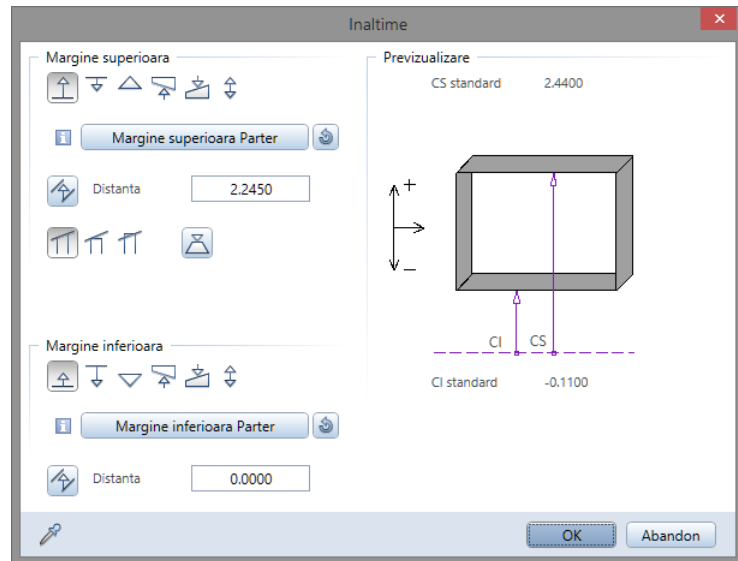 Inaltime
Margine superioara
Margine superioara Parter
Distanta 2.2450
Margine inferioara
Margine inferioara Parter
Distanta 0.0000
Previzualizare
CS standard 2.4400
+
−
CI CS
CI standard -0.1100
OK Abandon